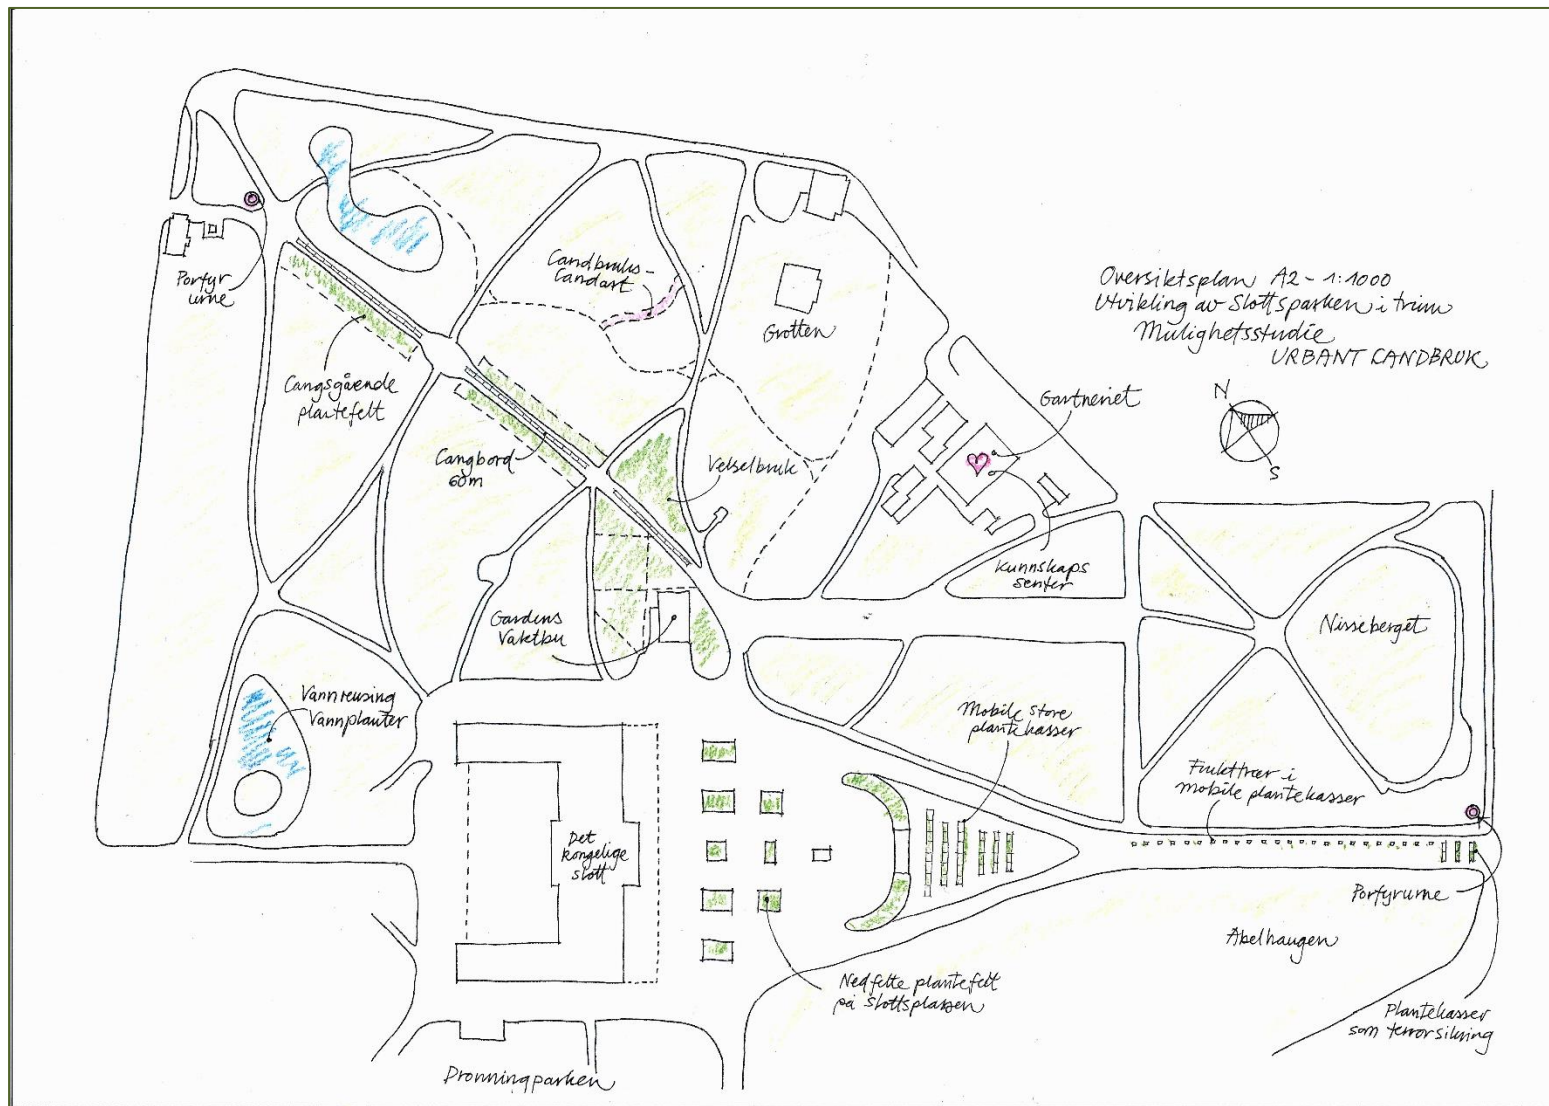 Oversiktsplan A2 - 1:1000
Utvikling av Slottsparken i trinn
Mulighetsstudie
URBANT LANDBRUK
N
S
Porfyr
urne
Langsgående
plantefelt
Landbruks-
Landart
Grotten
Langbord
60m
Vekselbruk
Gartneriet
Kunnskaps
senter
Gardens
Vaktbu
Nisseberget
Vannrensing
Vannplanter
Mobile store
plantekasser
Frukttrær i
mobile plantekasser
Det
kongelige
slott
Porfyrurne
Abelhaugen
Nedfelte plantefelt
på Slottsplassen
Plantekasser
som terrorsikring
Dronningparken